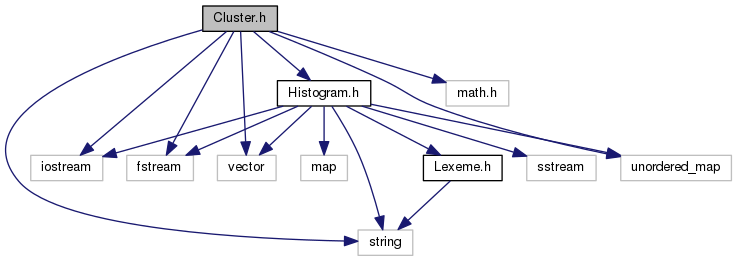 Cluster.h
Histogram.h
math.h
iostream
fstream
vector
map
Lexeme.h
sstream
unordered_map
string